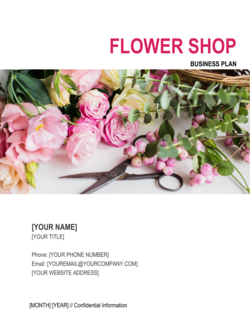 FLOWER SHOP
BUSINESS PLAN
[YOUR NAME]
[YOUR TITLE]
Phone: [YOUR PHONE NUMBER]
Email: [YOUREMAIL@YOURCOMPANY.COM]
[YOUR WEBSITE ADDRESS]
[MONTH] [YEAR] // Confidential Information